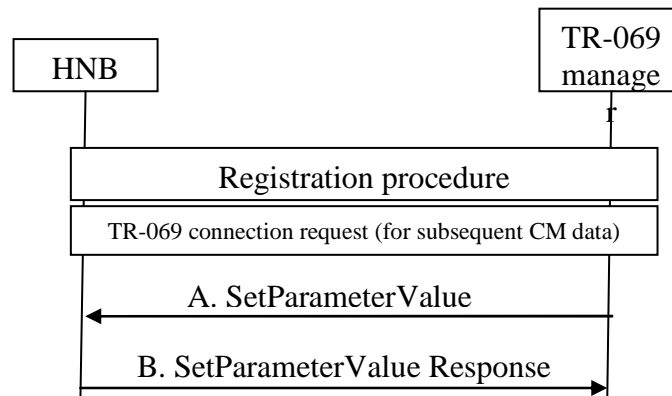 HNB
TR-069
manage
r
Registration procedure
TR-069 connection request (for subsequent CM data)
A. SetParameterValue
B. SetParameterValue Response